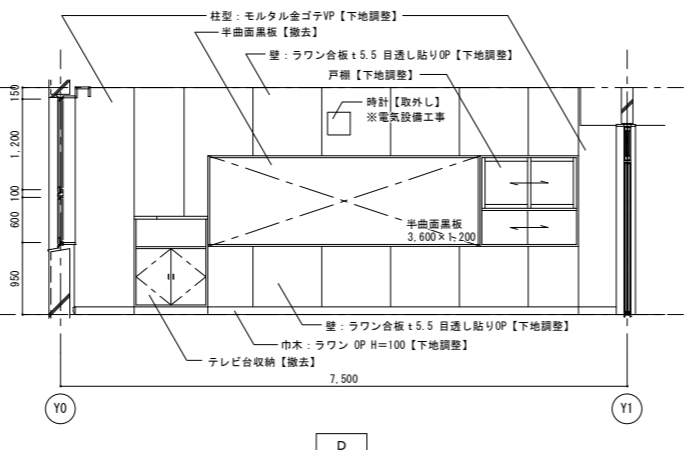 柱型：モルタル金ゴテVP【下地調整】
半曲面黒板【撤去】
壁：ラワン合板ｔ5.5 目透し貼りOP【下地調整】
戸棚【下地調整】
時計【取外し】
※電気設備工事
150
1,200
100
600
950
半曲面黒板
3,600×1,200
壁：ラワン合板ｔ5.5 目透し貼りOP【下地調整】
巾木：ラワン OP H=100【下地調整】
テレビ台収納【撤去】
7,500
Y0
Y1
D